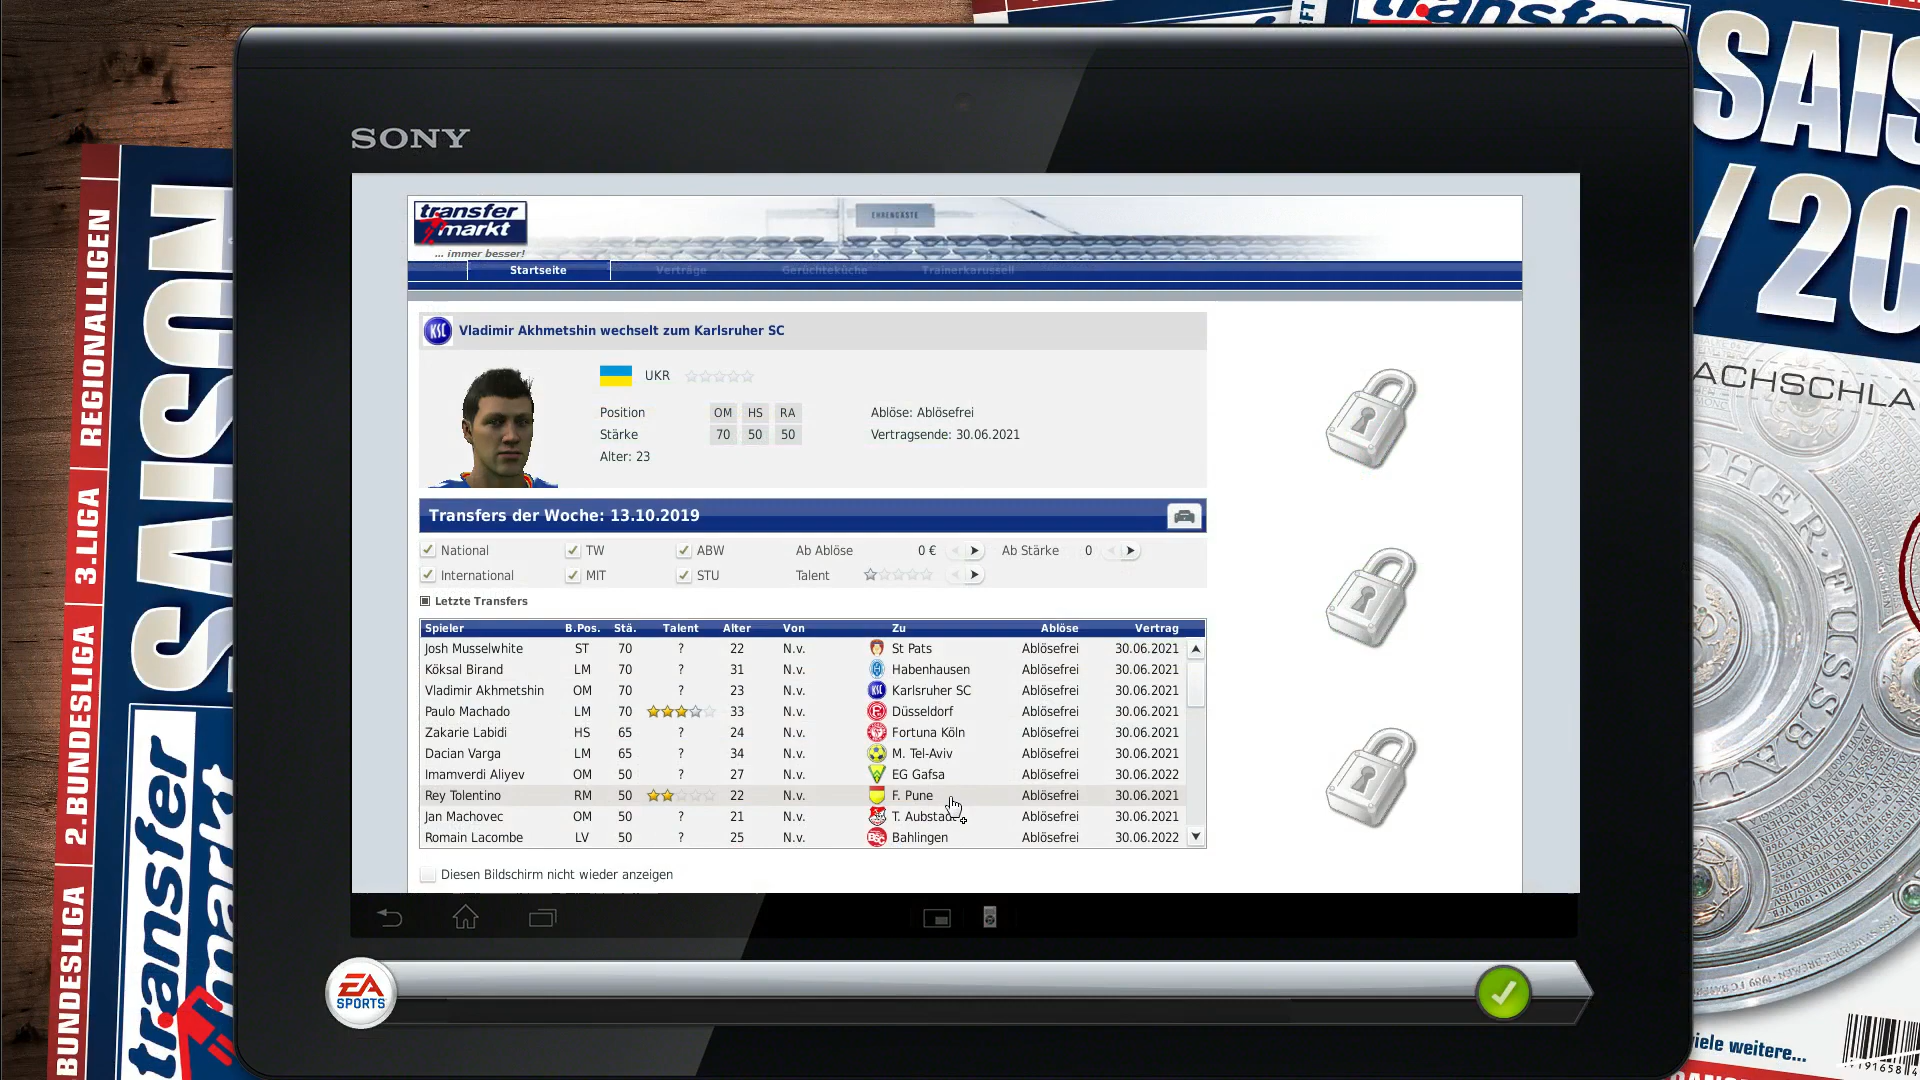 SONY
transfer
markt
... immer besser!
EHRENGÄSTE
Startseite Verträge Gerüchteküche Trainerkarussell
KSC Vladimir Akhmetshin wechselt zum Karlsruher SC
UKR
Position OM HS RA Ablöse: Ablösefrei
Stärke 70 50 50 Vertragsende: 30.06.2021
Alter: 23
Transfers der Woche: 13.10.2019
National TW ABW Ab Ablöse 0 € Ab Stärke 0
International MIT STU Talent
Letzte Transfers
Spieler B.Pos. Stä. Talent Alter Von Zu Ablöse Vertrag
Josh Musselwhite ST 70 ? 22 N.v. St Pats Ablösefrei 30.06.2021
Köksal Birand LM 70 ? 31 N.v. Habenhausen Ablösefrei 30.06.2021
Vladimir Akhmetshin OM 70 ? 23 N.v. Karlsruher SC Ablösefrei 30.06.2021
Paulo Machado LM 70 33 N.v. Düsseldorf Ablösefrei 30.06.2021
Zakarie Labidi HS 65 ? 24 N.v. Fortuna Köln Ablösefrei 30.06.2021
Dacian Varga LM 65 ? 34 N.v. M. Tel-Aviv Ablösefrei 30.06.2021
Imamverdi Aliyev OM 50 ? 27 N.v. EG Gafsa Ablösefrei 30.06.2022
Rey Tolentino RM 50 22 N.v. F. Pune Ablösefrei 30.06.2021
Jan Machovec OM 50 ? 21 N.v. T. Aubstadt Ablösefrei 30.06.2021
Romain Lacombe LV 50 ? 25 N.v. Bahlingen Ablösefrei 30.06.2022
Diesen Bildschirm nicht wieder anzeigen
EA
SPORTS
BUNDESLIGA 2.BUNDESLIGA 3.LIGA REGIONALLIGEN
SAISON
transfer
markt
transfer
SAIS
/20
ACHSCHLA
iele weitere...